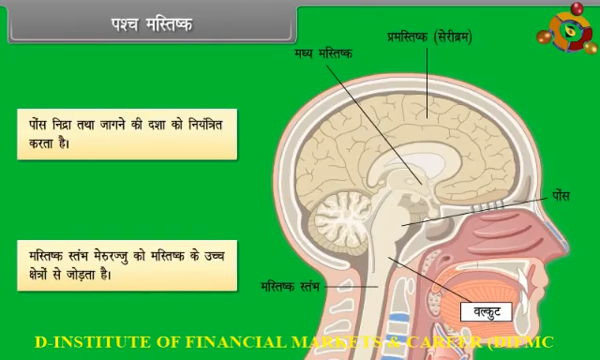 पश्च मस्तिष्क
प्रमस्तिष्क (सेरीब्रम)
मध्य मस्तिष्क
पोंस निद्रा तथा जागने की दशा को नियंत्रित
करता है।
पोंस
मस्तिष्क स्तंभ मेरुरज्जु को मस्तिष्क के उच्च
क्षेत्रों से जोड़ता है।
मस्तिष्क स्तंभ
वल्कुट
D-INSTITUTE OF FINANCIAL MARKETS & CAREER (DIFMC